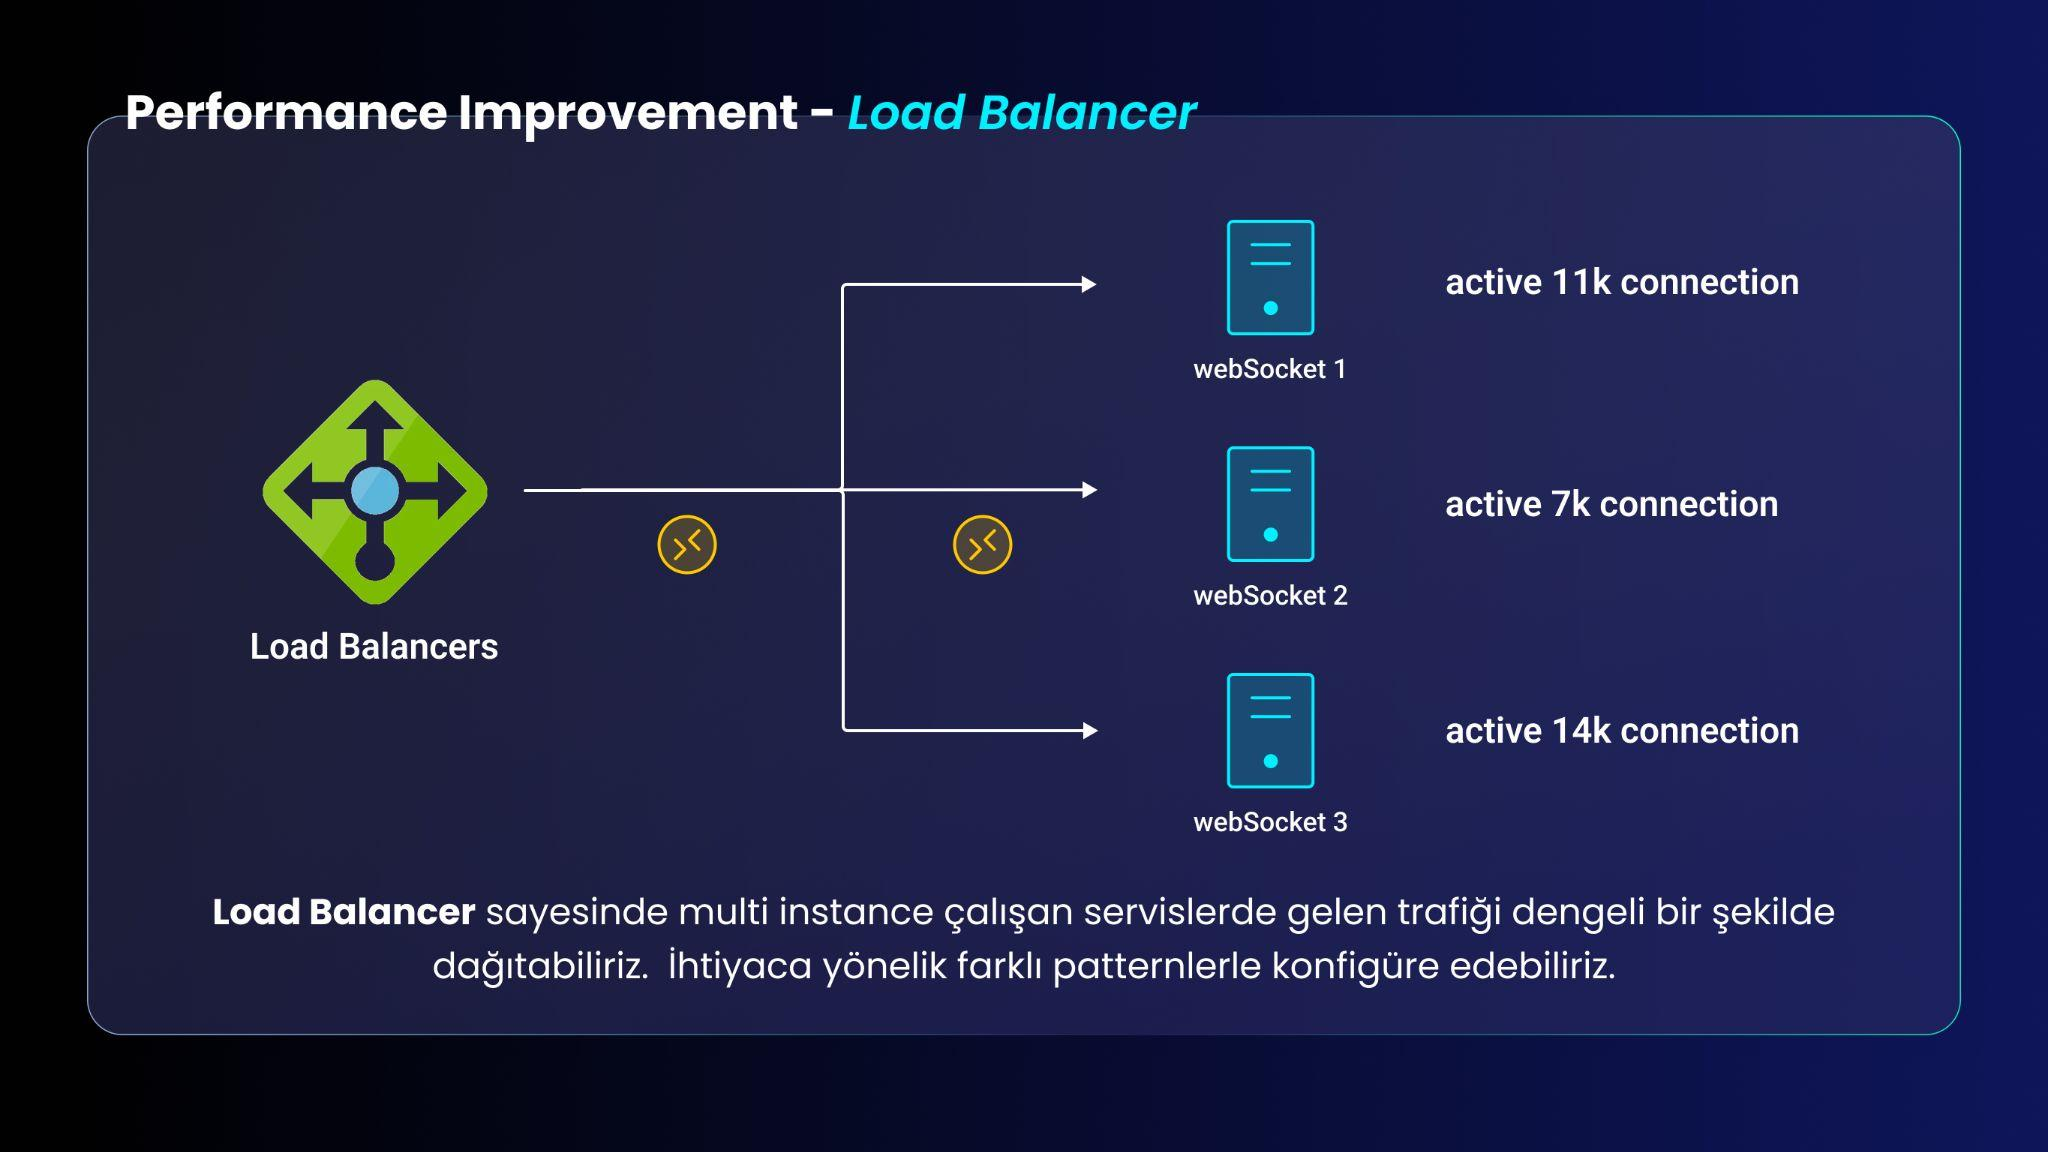 Performance Improvement - Load Balancer
active 11k connection
webSocket 1
active 7k connection
webSocket 2
Load Balancers
active 14k connection
webSocket 3
Load Balancer sayesinde multi instance çalışan servislerde gelen trafiği dengeli bir şekilde
dağıtabiliriz.  İhtiyaca yönelik farklı patternlerle konfigüre edebiliriz.